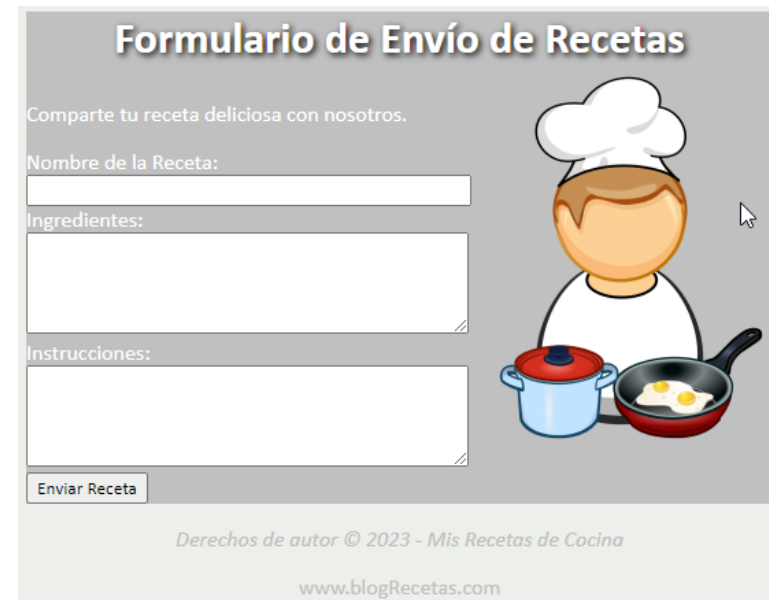 Formulario de Envío de Recetas
Comparte tu receta deliciosa con nosotros.
Nombre de la Receta:
Ingredientes:
Instrucciones:
Enviar Receta
Derechos de autor © 2023 - Mis Recetas de Cocina
www.blogRecetas.com